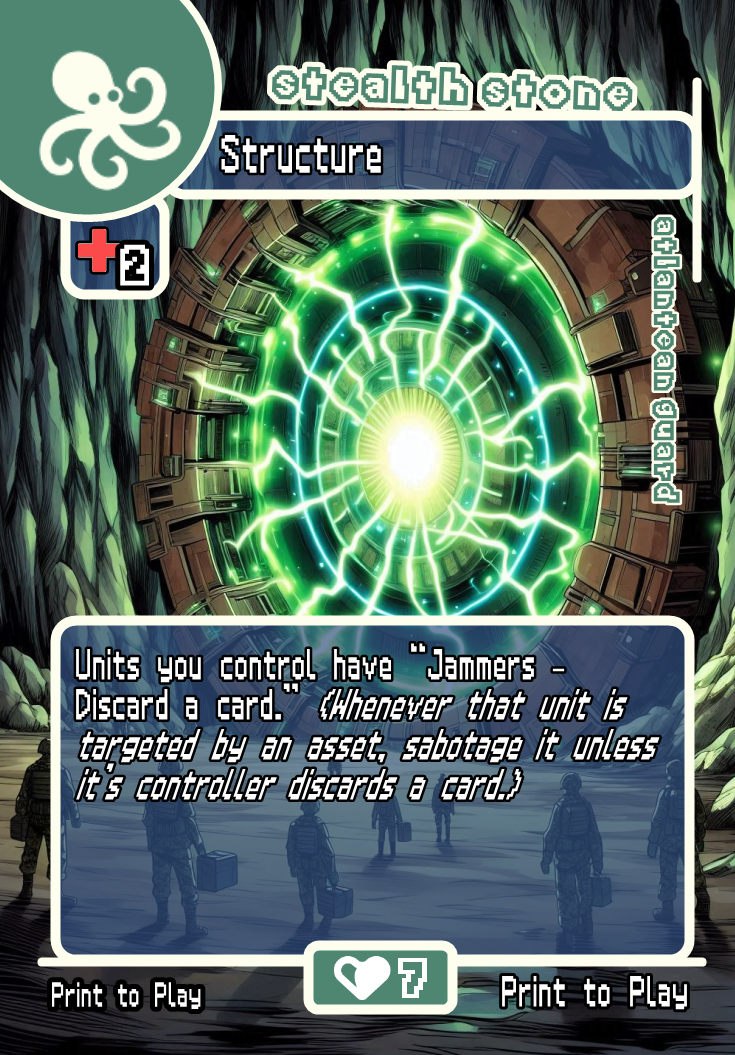 stealth stone
Structure
2
atlantean guard
Units you control have “Jammers -
Discard a card.” (Whenever that unit is
targeted by an asset, sabotage it unless
it's controller discards a card.)
7
Print to Play
Print to Play